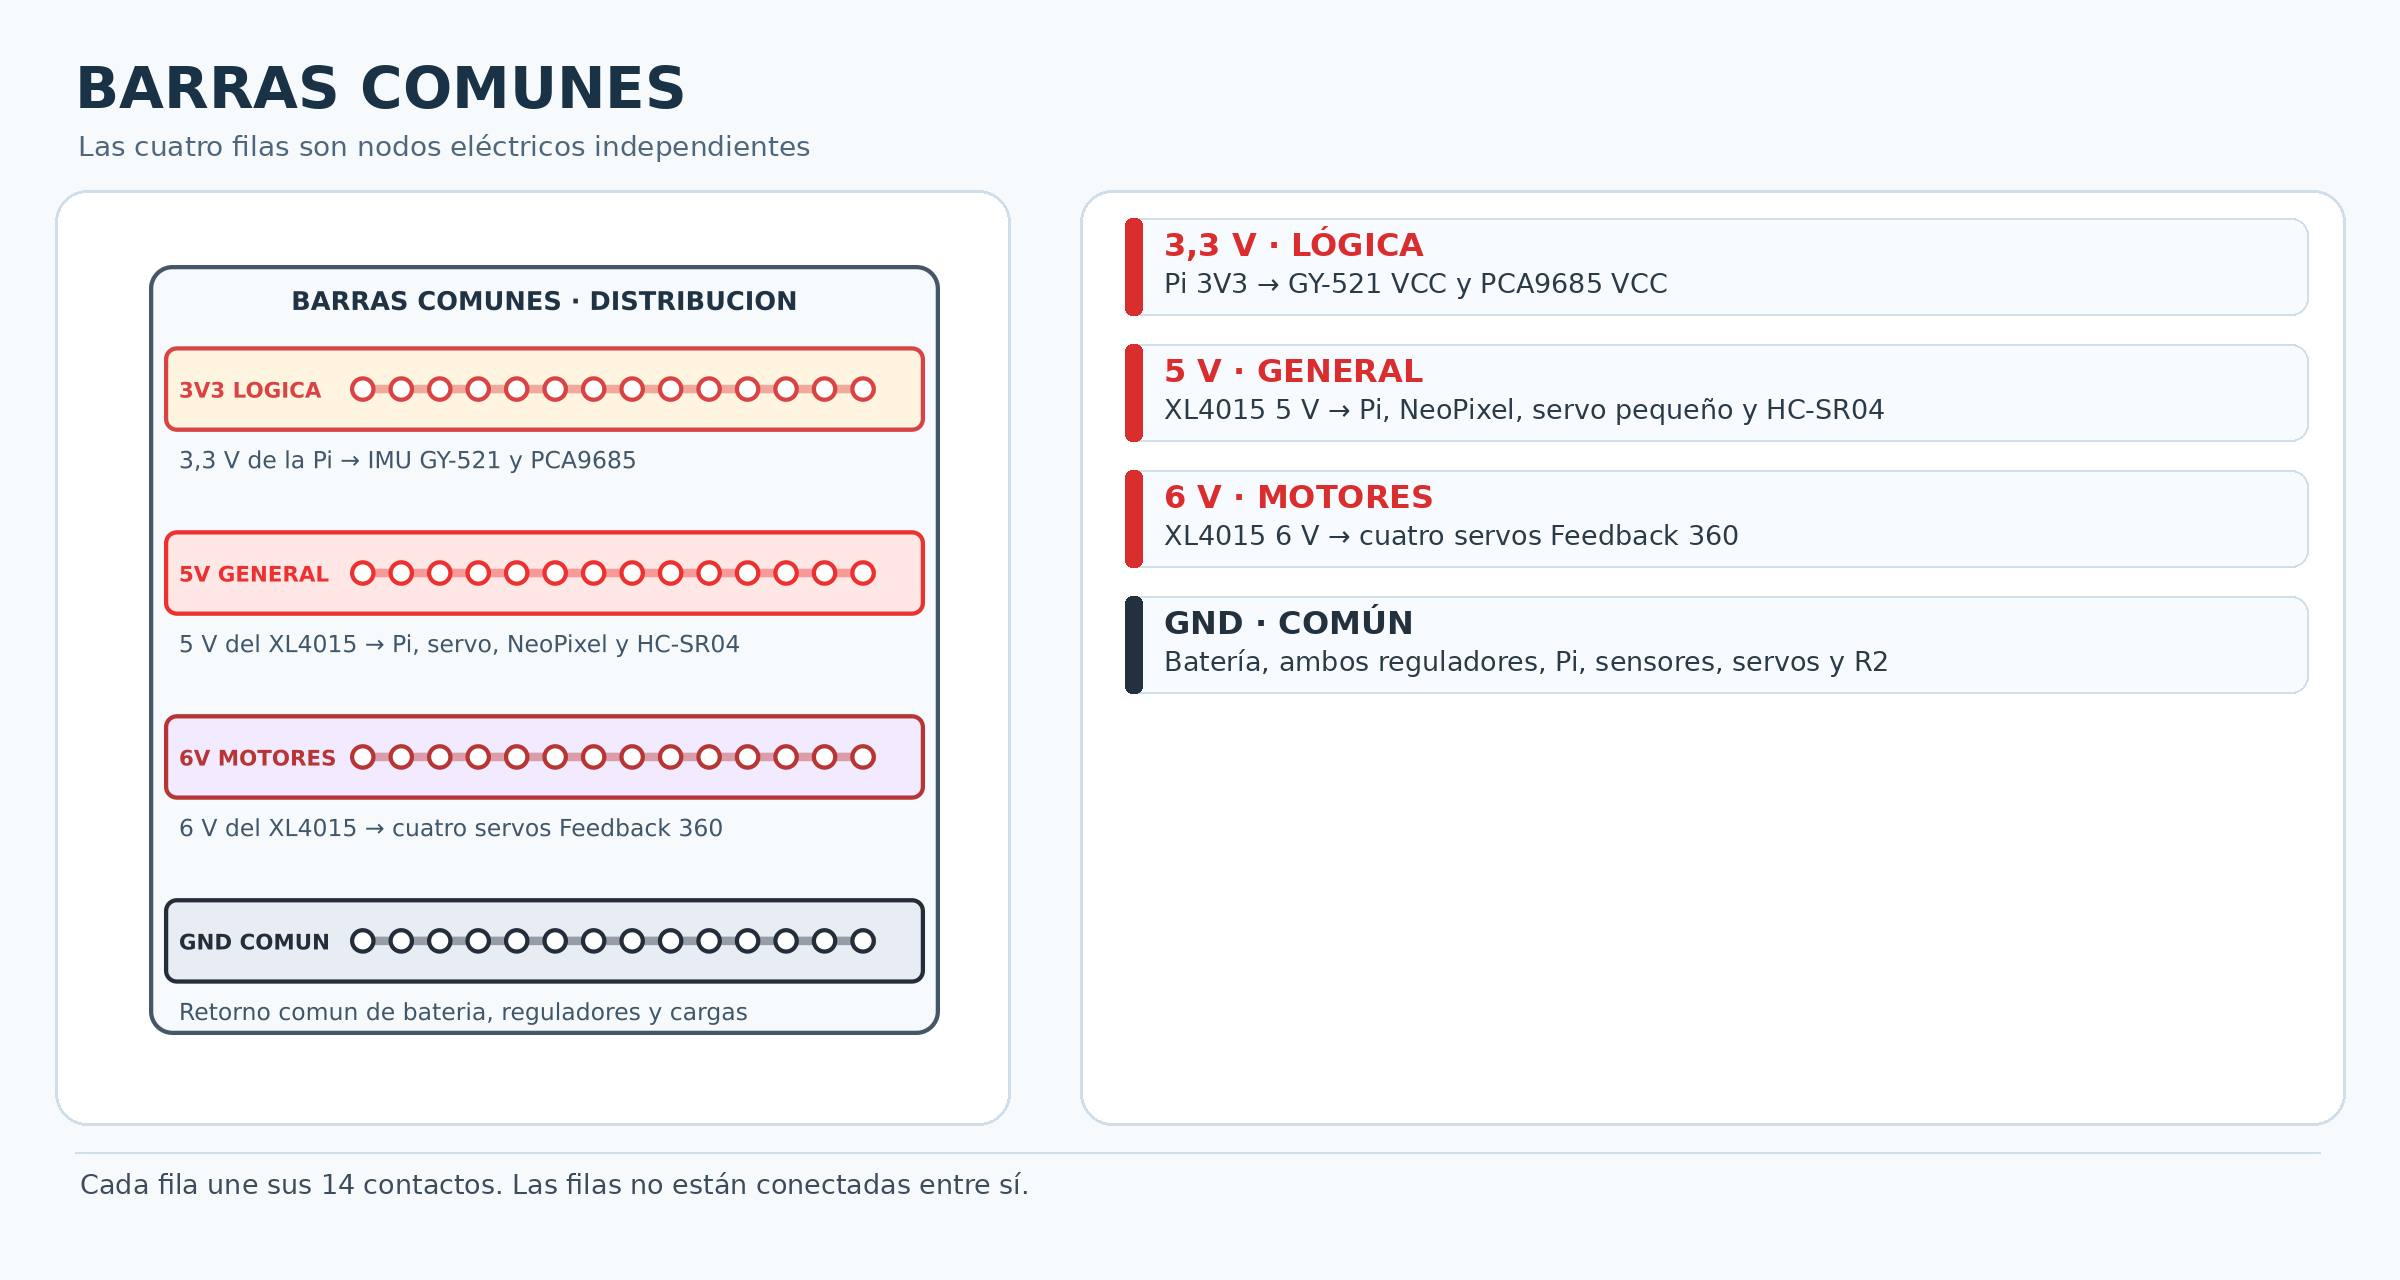 BARRAS COMUNES
Las cuatro filas son nodos eléctricos independientes
BARRAS COMUNES · DISTRIBUCION
3V3 LOGICA
3,3 V de la Pi → IMU GY-521 y PCA9685
5V GENERAL
5 V del XL4015 → Pi, servo, NeoPixel y HC-SR04
6V MOTORES
6 V del XL4015 → cuatro servos Feedback 360
GND COMUN
Retorno comun de bateria, reguladores y cargas
3,3 V · LÓGICA
Pi 3V3 → GY-521 VCC y PCA9685 VCC
5 V · GENERAL
XL4015 5 V → Pi, NeoPixel, servo pequeño y HC-SR04
6 V · MOTORES
XL4015 6 V → cuatro servos Feedback 360
GND · COMÚN
Batería, ambos reguladores, Pi, sensores, servos y R2
Cada fila une sus 14 contactos. Las filas no están conectadas entre sí.